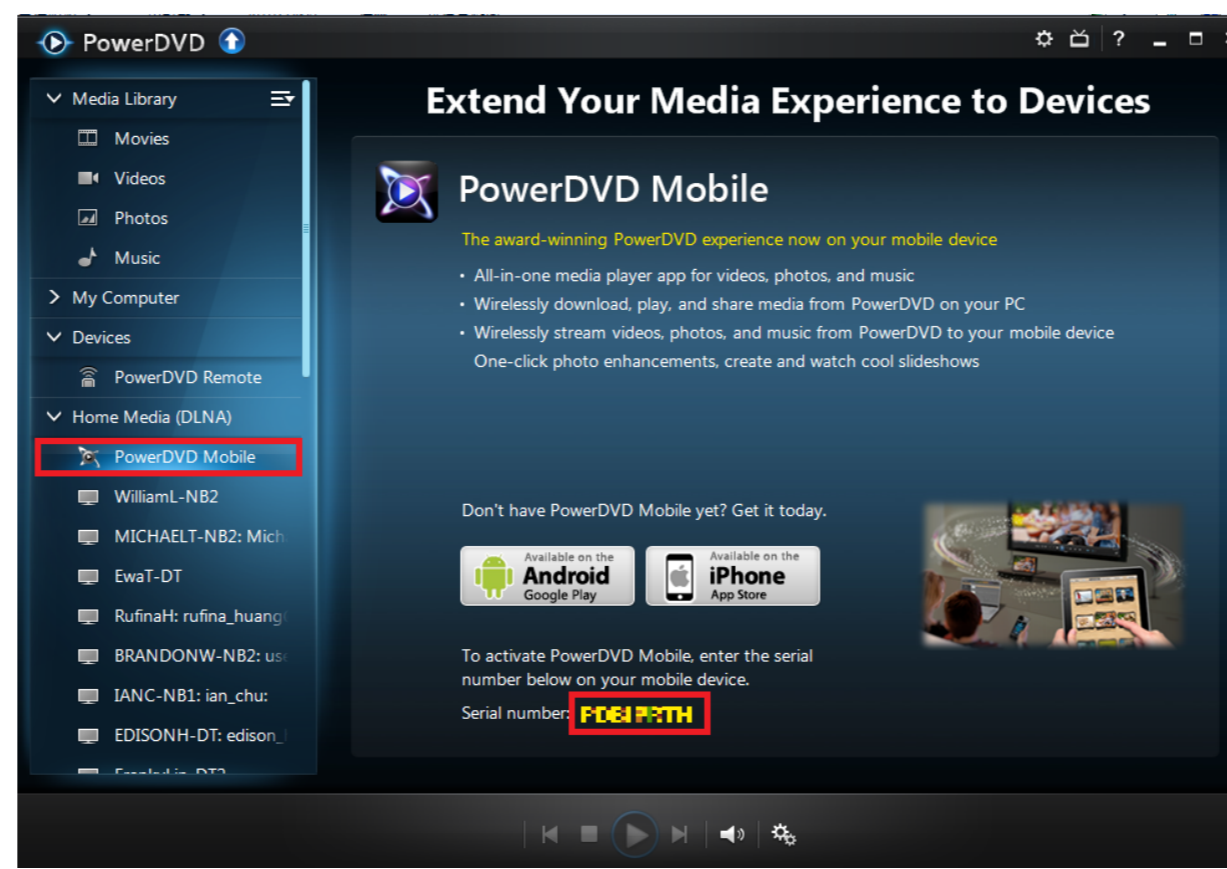 PowerDVD
?
Media Library
Movies
Videos
Photos
Music
My Computer
Devices
PowerDVD Remote
Home Media (DLNA)
PowerDVD Mobile
WilliamL-NB2
MICHAELT-NB2: Mich
EwaT-DT
RufinaH: rufina_huang
BRANDONW-NB2: use
IANC-NB1: ian_chu:
EDISONH-DT: edison_
Extend Your Media Experience to Devices
PowerDVD Mobile
The award-winning PowerDVD experience now on your mobile device
• All-in-one media player app for videos, photos, and music
• Wirelessly download, play, and share media from PowerDVD on your PC
• Wirelessly stream videos, photos, and music from PowerDVD to your mobile device
One-click photo enhancements, create and watch cool slideshows
Don't have PowerDVD Mobile yet? Get it today.
Available on the
Android
Google Play
Available on the
iPhone
App Store
To activate PowerDVD Mobile, enter the serial
number below on your mobile device.
Serial number: